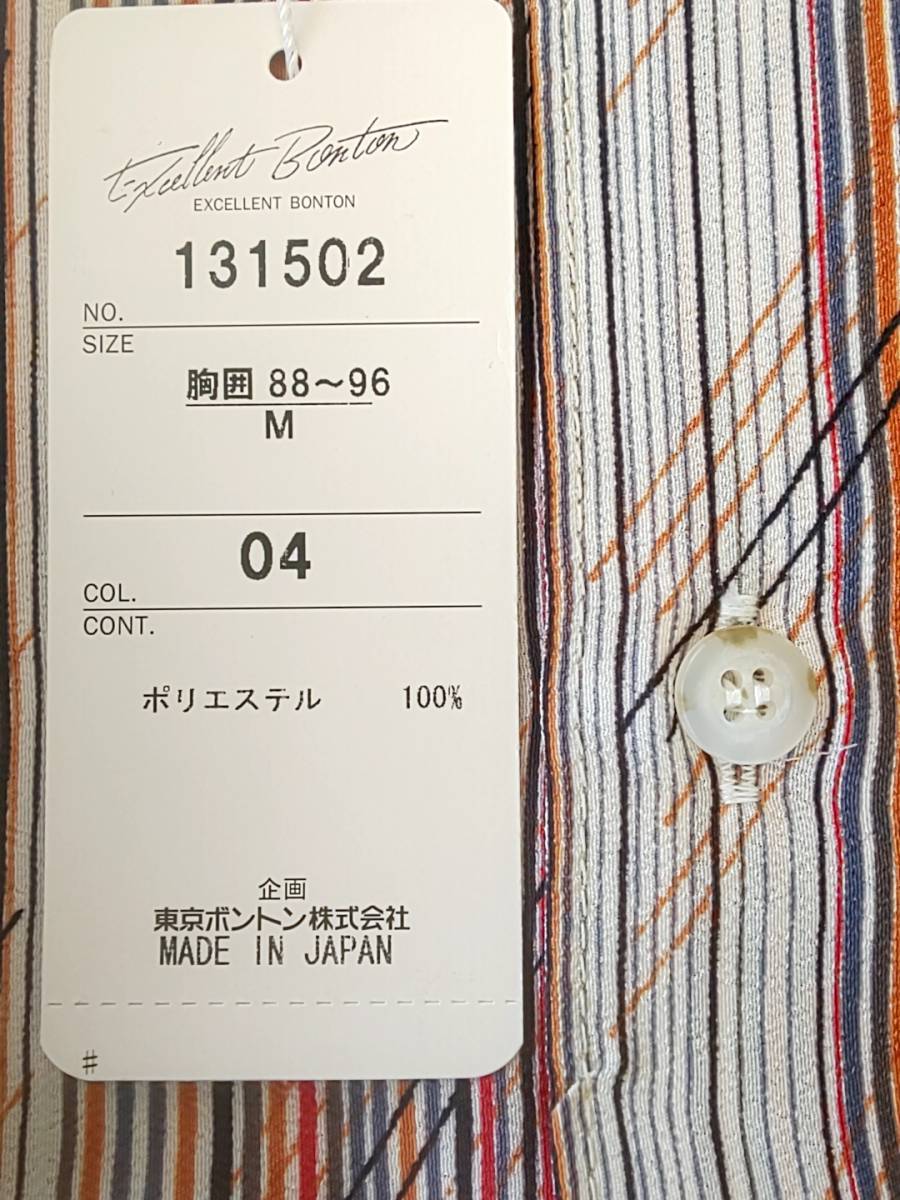 Excellent Bonton
EXCELLENT BONTON
131502
NO.
SIZE
胸囲 88～96
M
04
COL.
CONT.
ポリエステル 100%
企画
東京ボントン株式会社
MADE IN JAPAN
#